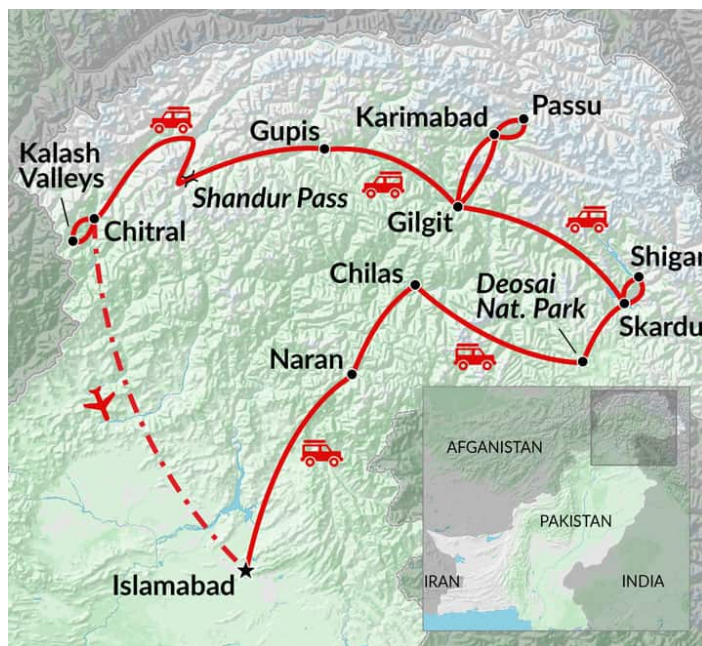 Passu
Karimabad
Gupis
Kalash
Valleys
Shandur Pass
Gilgit
Chitral
Shigar
Chilas
Deosai
Nat. Park
Skardu
Naran
AFGANISTAN
PAKISTAN
Islamabad
IRAN
INDIA